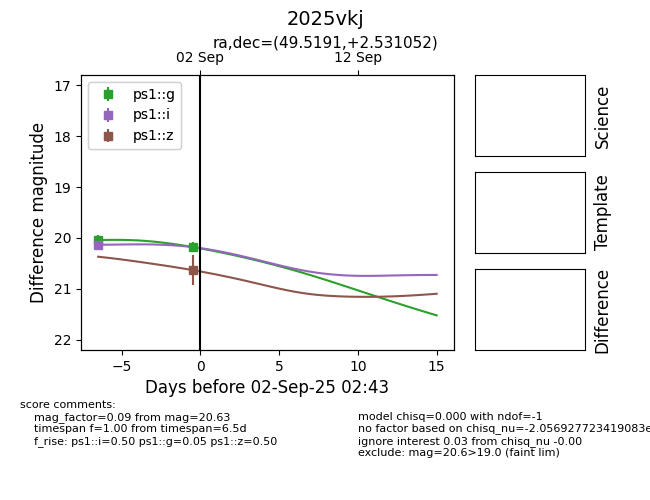 2025vkj
ra,dec=(49.5191,+2.531052)
02 Sep
12 Sep
17
18
19
20
21
22
Difference magnitude
ps1::g
ps1::i
ps1::z
−5
0
5
10
15
Days before 02-Sep-25 02:43
Science
Template
Difference
score comments:
mag_factor=0.09 from mag=20.63
timespan f=1.00 from timespan=6.5d
f_rise: ps1::i=0.50 ps1::g=0.05 ps1::z=0.50
model chisq=0.000 with ndof=-1
no factor based on chisq_nu=-2.056927723419083e
ignore interest 0.03 from chisq_nu -0.00
exclude: mag=20.6>19.0 (faint lim)